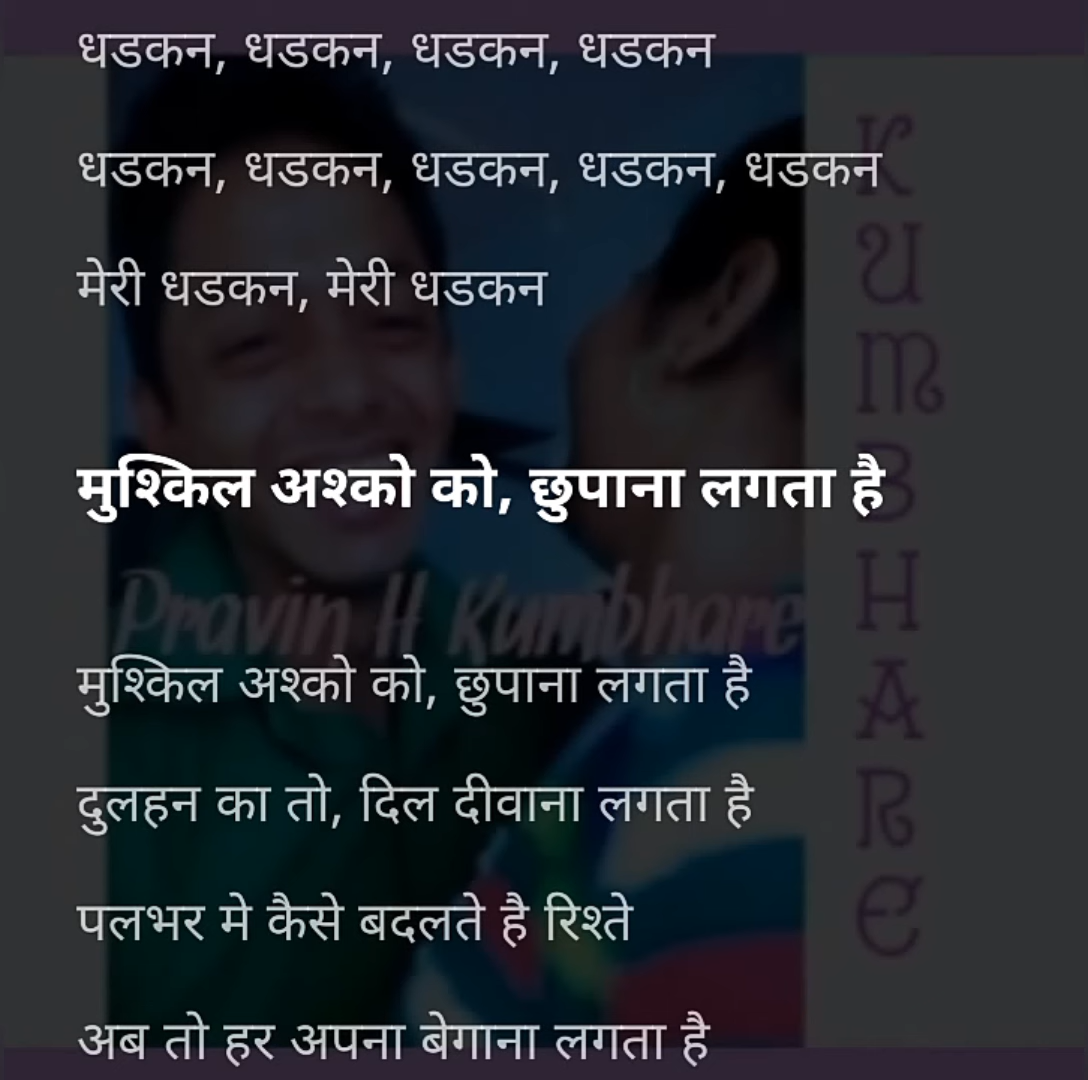 धडकन, धडकन, धडकन, धडकन
धडकन, धडकन, धडकन, धडकन, धडकन
मेरी धडकन, मेरी धडकन
मुश्किल अश्को को, छुपाना लगता है
Pravin H Kumbhare
मुश्किल अश्को को, छुपाना लगता है
दुलहन का तो, दिल दीवाना लगता है
पलभर मे कैसे बदलते है रिश्ते
अब तो हर अपना बेगाना लगता है
KUMBHARE